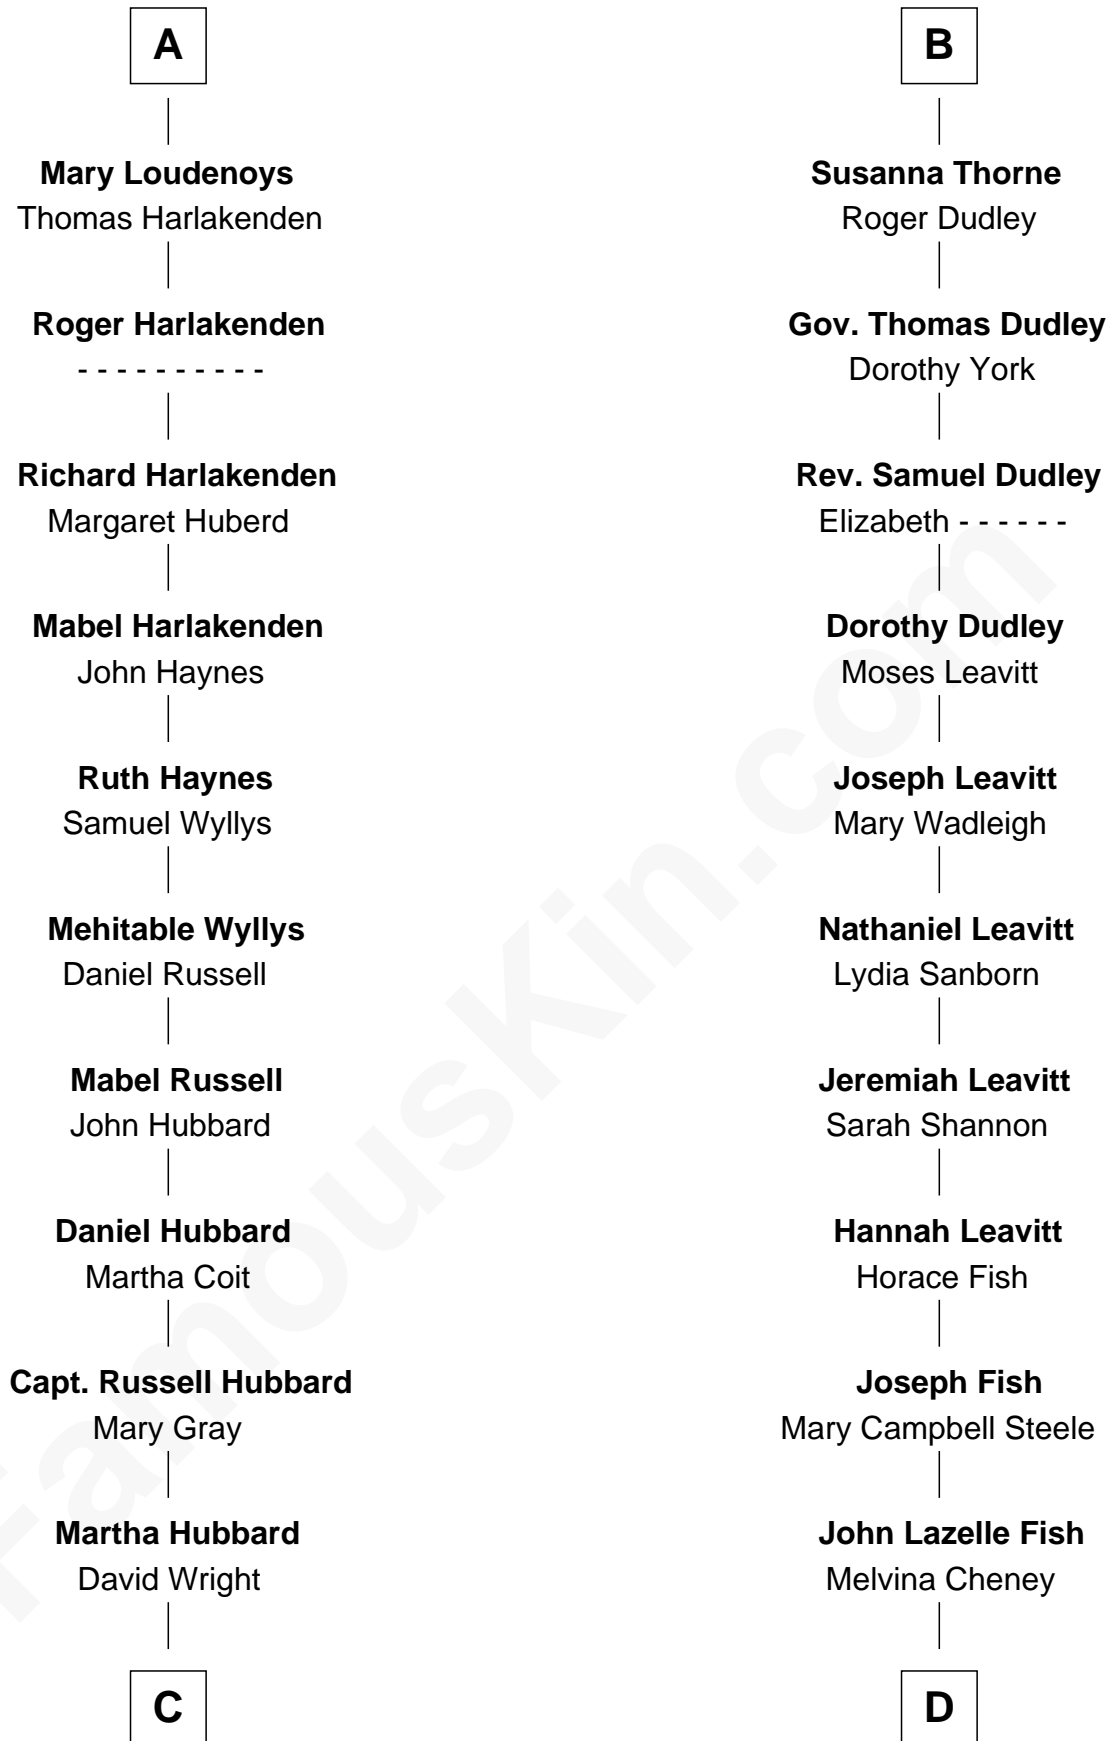 A
Mary Loudenoys
Thomas Harlakenden
Roger Harlakenden
- - - - - - - - - -
Richard Harlakenden
Margaret Huberd
Mabel Harlakenden
John Haynes
Ruth Haynes
Samuel Wyllys
Mehitable Wyllys
Daniel Russell
Mabel Russell
John Hubbard
Daniel Hubbard
Martha Coit
Capt. Russell Hubbard
Mary Gray
Martha Hubbard
David Wright
C
B
Susanna Thorne
Roger Dudley
Gov. Thomas Dudley
Dorothy York
Rev. Samuel Dudley
Elizabeth - - - - - -
Dorothy Dudley
Moses Leavitt
Joseph Leavitt
Mary Wadleigh
Nathaniel Leavitt
Lydia Sanborn
Jeremiah Leavitt
Sarah Shannon
Hannah Leavitt
Horace Fish
Joseph Fish
Mary Campbell Steele
John Lazelle Fish
Melvina Cheney
D
FamousKin.com